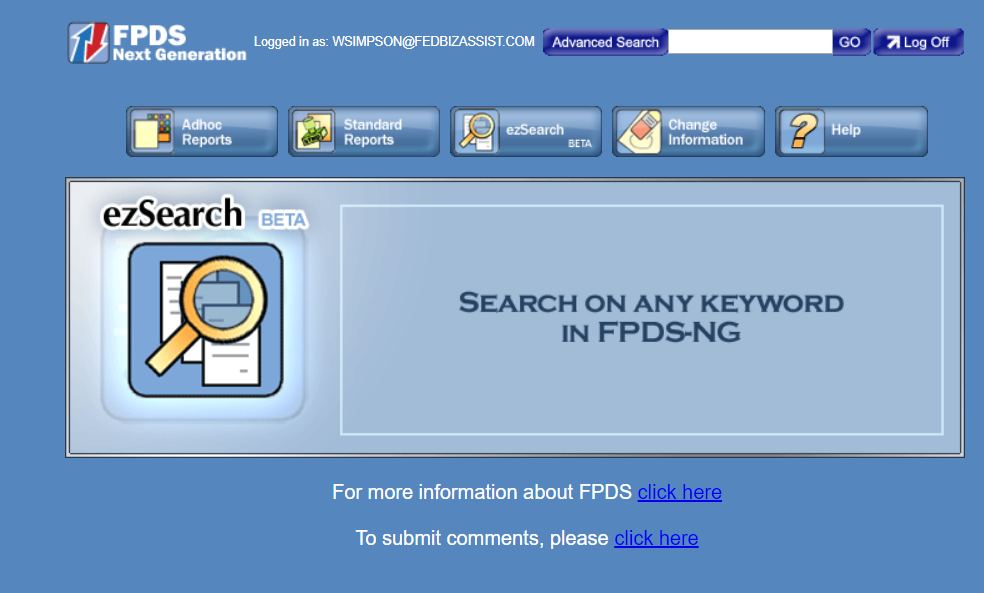 FPDS
Next Generation
Logged in as: WSIMPSON@FEDBIZASSIST.COM
Advanced Search
GO
Log Off
Adhoc
Reports
Standard
Reports
ezSearch
BETA
Change
Information
Help
ezSearch BETA
SEARCH ON ANY KEYWORD
IN FPDS-NG
For more information about FPDS click here
To submit comments, please click here